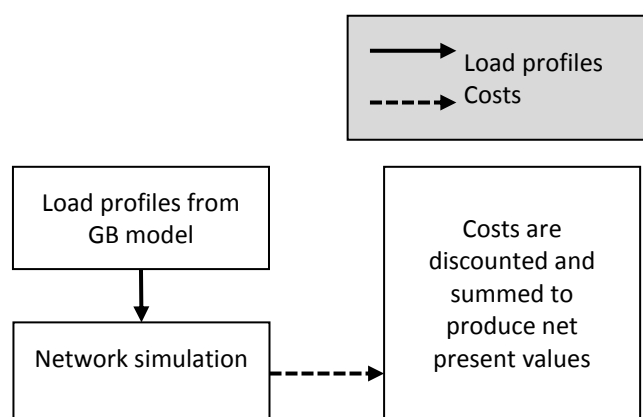 Load profiles
Costs
Load profiles from
GB model
Network simulation
Costs are
discounted and
summed to
produce net
present values